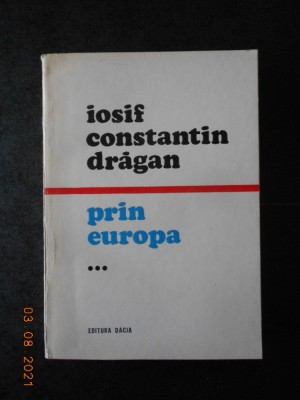 iosif
constantin
drăgan
prin
europa
•••
EDITURA DACIA
03.08.2021